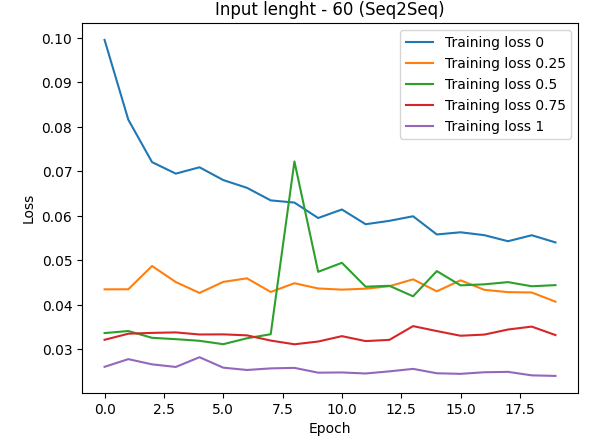 Input lenght - 60 (Seq2Seq)
Training loss 0
Training loss 0.25
Training loss 0.5
Training loss 0.75
Training loss 1
Loss
0.10
0.09
0.08
0.07
0.06
0.05
0.04
0.03
0.0 2.5 5.0 7.5 10.0 12.5 15.0 17.5
Epoch